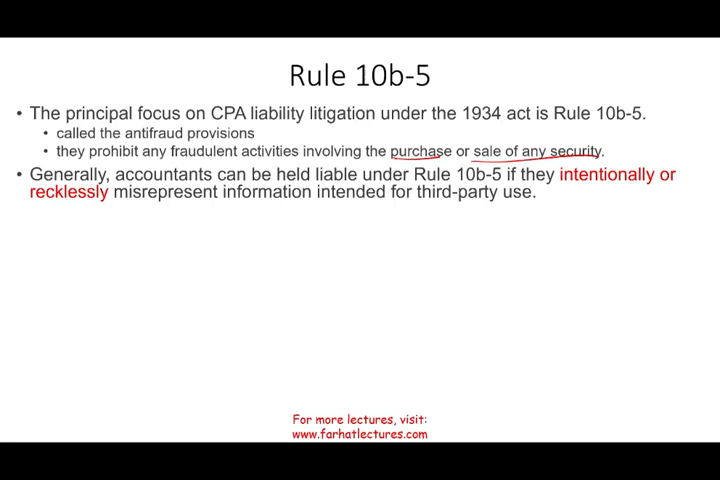 Rule 10b-5
• The principal focus on CPA liability litigation under the 1934 act is Rule 10b-5.
• called the antifraud provisions
• they prohibit any fraudulent activities involving the purchase or sale of any security.
• Generally, accountants can be held liable under Rule 10b-5 if they intentionally or
recklessly misrepresent information intended for third-party use.
For more lectures, visit:
www.farhatlectures.com